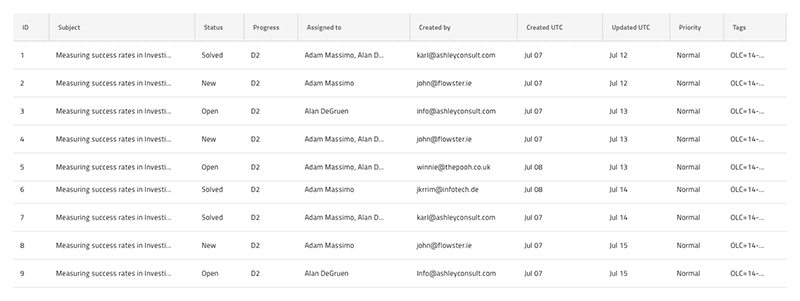 ID Subject Status Progress Assigned to Created by Created UTC Updated UTC Priority Tags
1 Measuring success rates in Investi... Solved D2 Adam Massimo, Alan D... karl@ashleyconsult.com Jul 07 Jul 12 Normal OLC=14-...
2 Measuring success rates in Investi... New D2 Adam Massimo john@flowster.ie Jul 07 Jul 12 Normal OLC=14-...
3 Measuring success rates in Investi... Open D2 Alan DeGruen info@ashleyconsult.com Jul 07 Jul 13 Normal OLC=14-...
4 Measuring success rates in Investi... New D2 Adam Massimo, Alan D... john@flowster.ie Jul 07 Jul 13 Normal OLC=14-...
5 Measuring success rates in Investi... Open D2 Adam Massimo, Alan D... winnie@thepooh.co.uk Jul 08 Jul 13 Normal OLC=14-...
6 Measuring success rates in Investi... Solved D2 Adam Massimo jkrrim@infotech.de Jul 08 Jul 14 Normal OLC=14-...
7 Measuring success rates in Investi... Solved D2 Adam Massimo, Alan D... karl@ashleyconsult.com Jul 07 Jul 14 Normal OLC=14-...
8 Measuring success rates in Investi... New D2 Adam Massimo john@flowster.ie Jul 07 Jul 15 Normal OLC=14-...
9 Measuring success rates in Investi... Open D2 Alan DeGruen Info@ashleyconsult.com Jul 07 Jul 15 Normal OLC=14-...